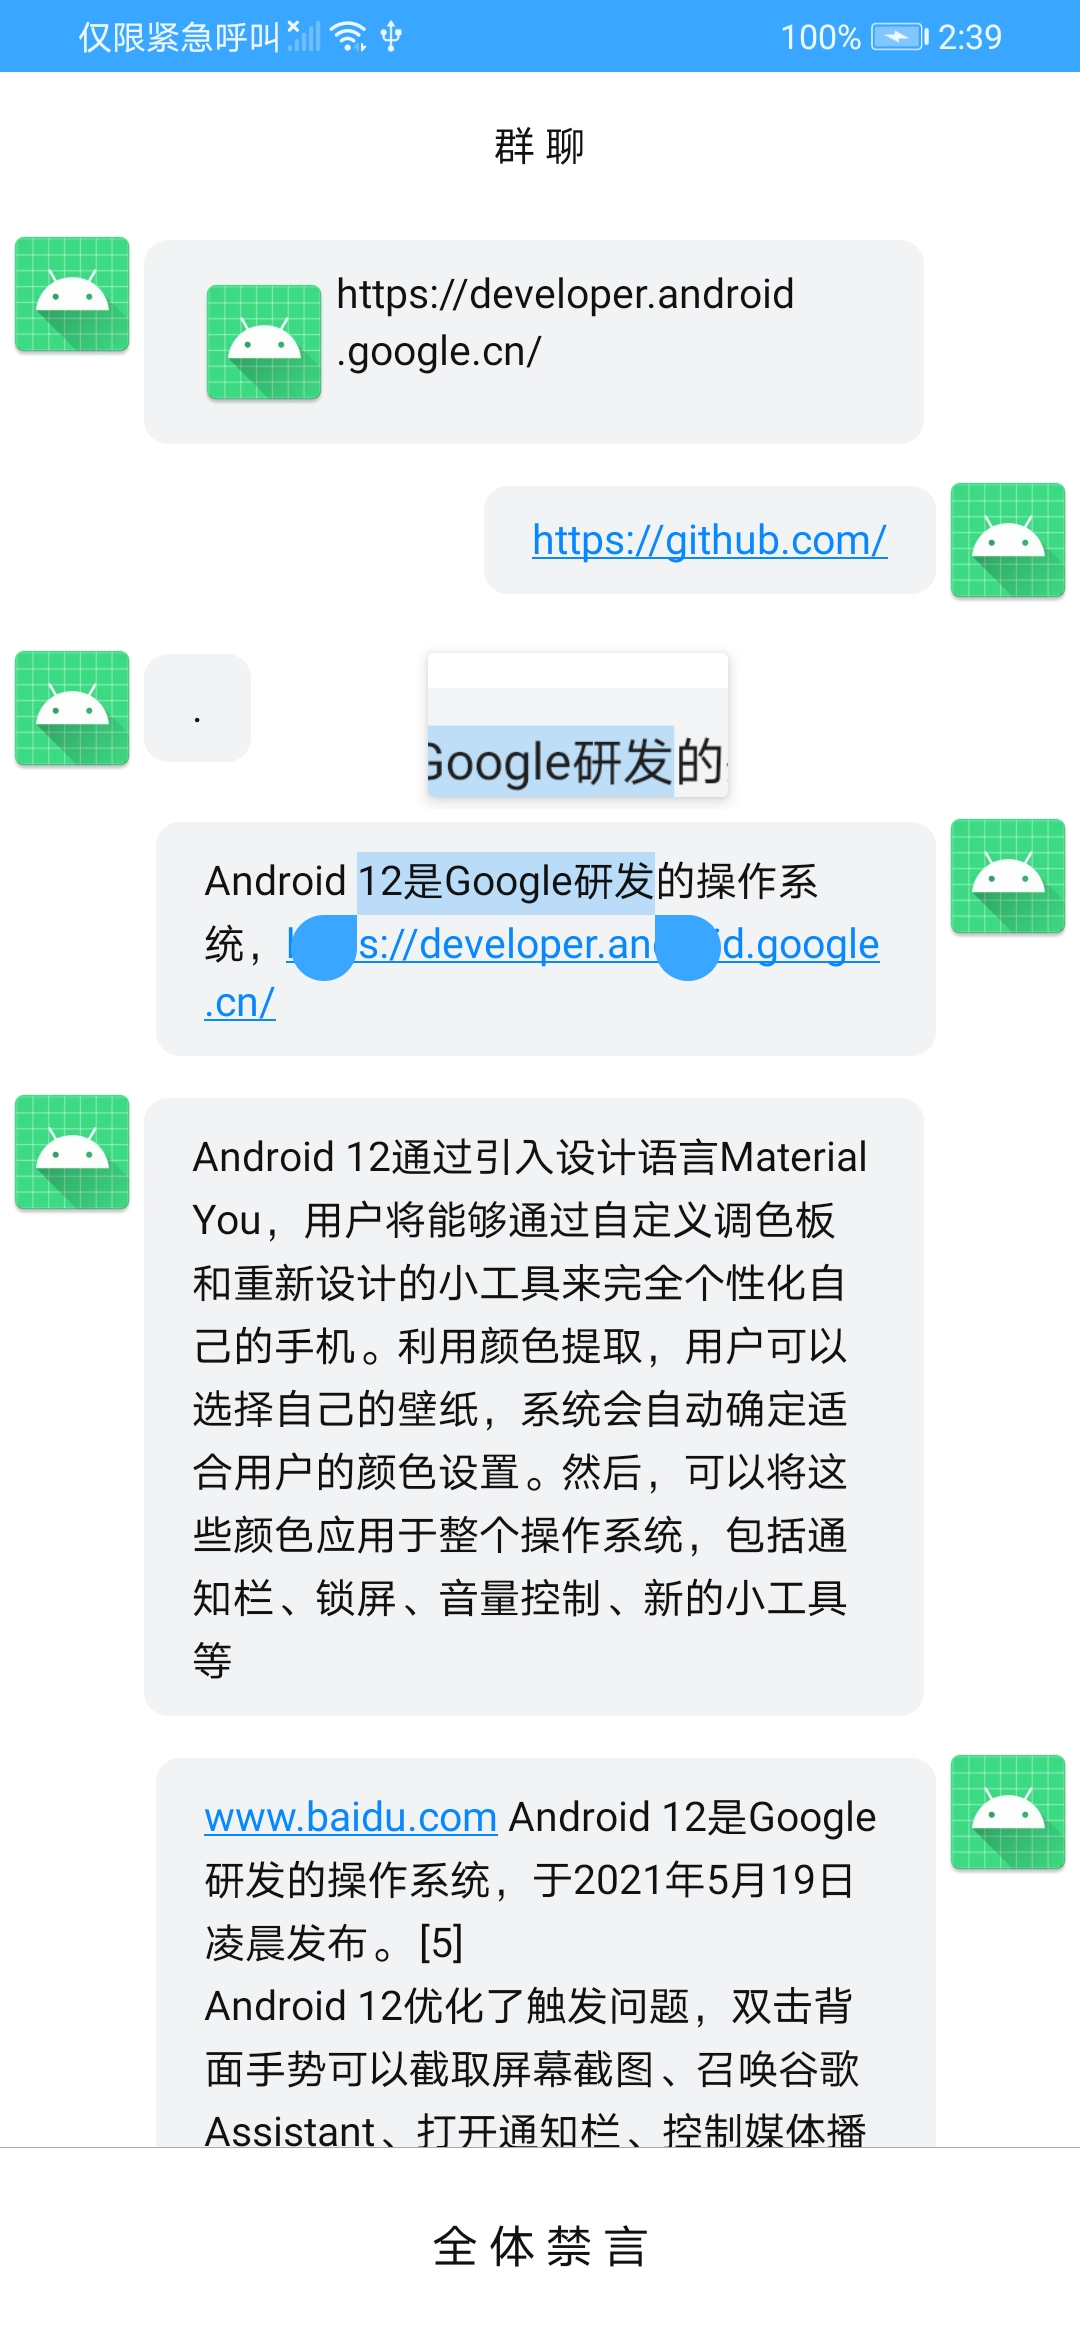 仅限紧急呼叫 100% 2:39
群聊
https://developer.android
.google.cn/
https://github.com/
.
Google研发的
Android 12是Google研发的操作系
统，https://developer.android.google
.cn/
Android 12通过引入设计语言Material
You，用户将能够通过自定义调色板
和重新设计的小工具来完全个性化自
己的手机。利用颜色提取，用户可以
选择自己的壁纸，系统会自动确定适
合用户的颜色设置。然后，可以将这
些颜色应用于整个操作系统，包括通
知栏、锁屏、音量控制、新的小工具
等
www.baidu.com Android 12是Google
研发的操作系统，于2021年5月19日
凌晨发布。[5]
Android 12优化了触发问题，双击背
面手势可以截取屏幕截图、召唤谷歌
Assistant、打开通知栏、控制媒体播
全体禁言